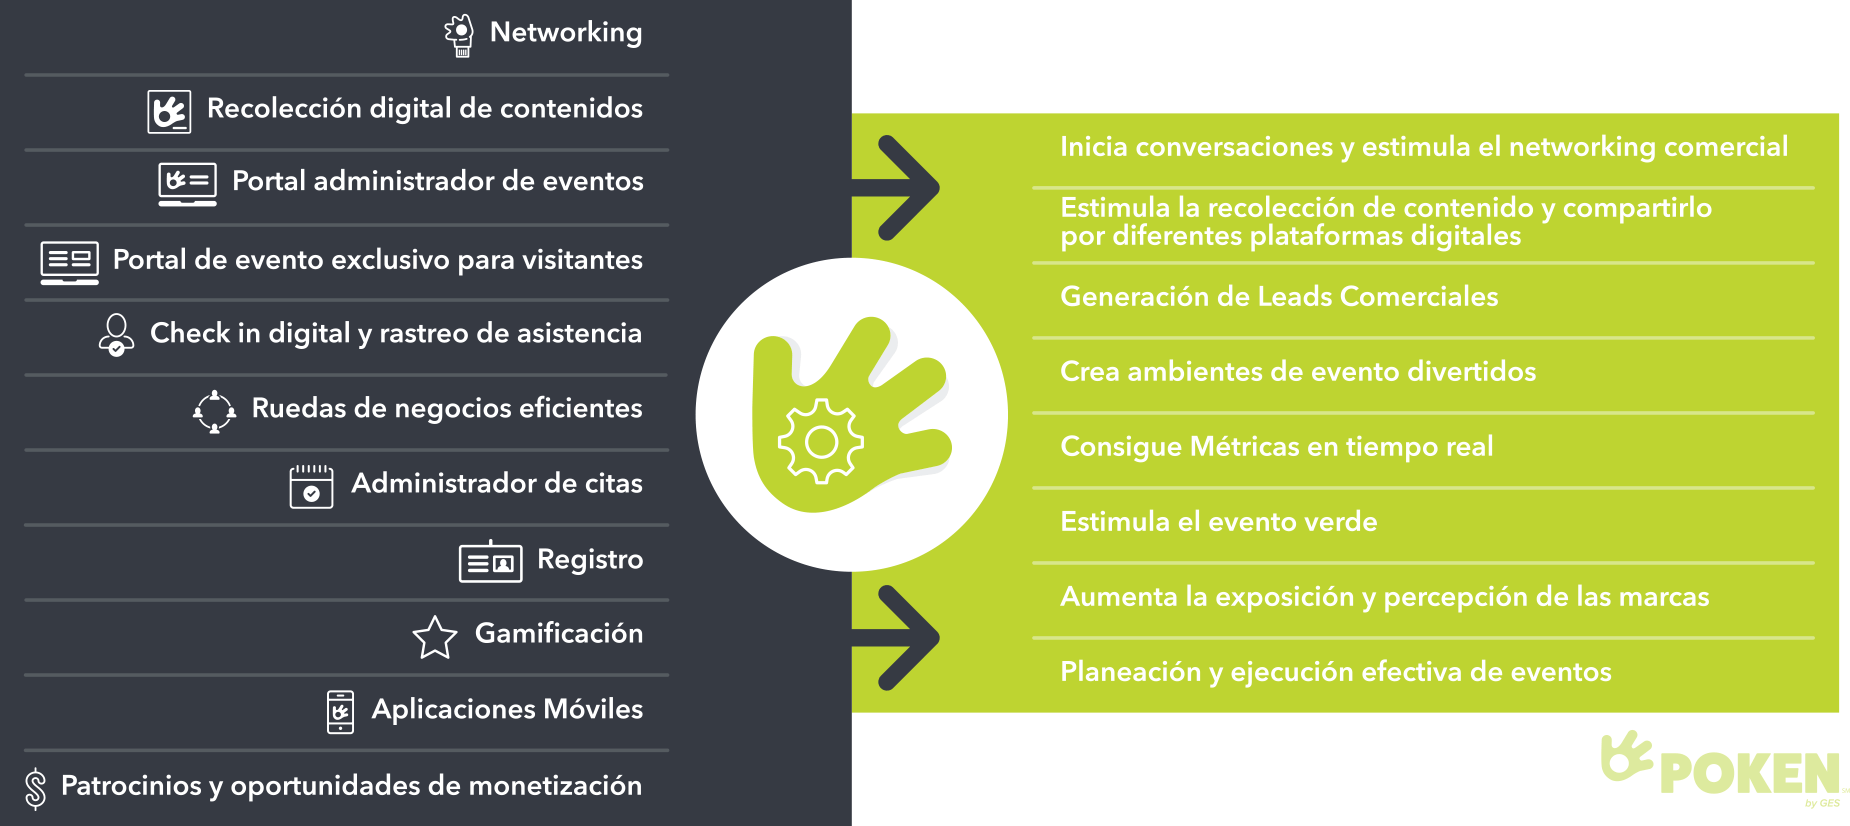 Networking
Recolección digital de contenidos
Portal administrador de eventos
Portal de evento exclusivo para visitantes
Check in digital y rastreo de asistencia
Ruedas de negocios eficientes
Administrador de citas
Registro
Gamificación
Aplicaciones Móviles
Patrocinios y oportunidades de monetización
Inicia conversaciones y estimula el networking comercial
Estimula la recolección de contenido y compartirlo
por diferentes plataformas digitales
Generación de Leads Comerciales
Crea ambientes de evento divertidos
Consigue Métricas en tiempo real
Estimula el evento verde
Aumenta la exposición y percepción de las marcas
Planeación y ejecución efectiva de eventos
POKEN
by GES